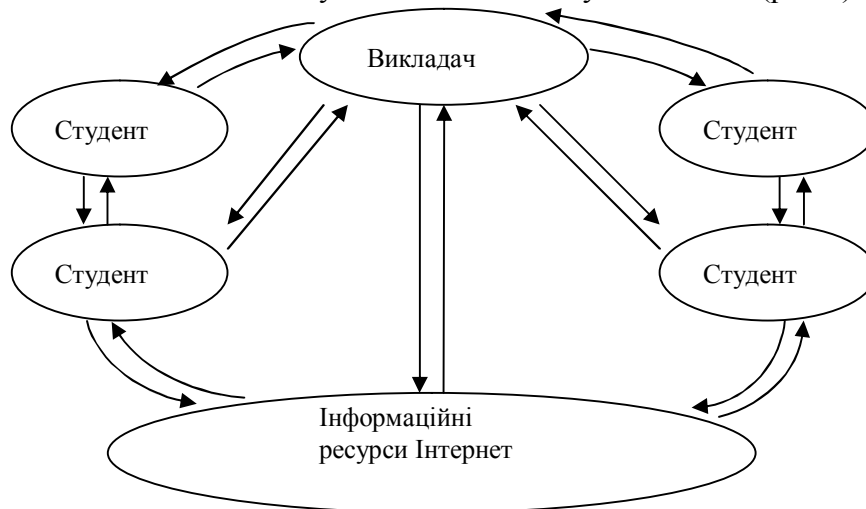 Викладач
Студент
Студент
Студент
Студент
Інформаційні
ресурси Інтернет